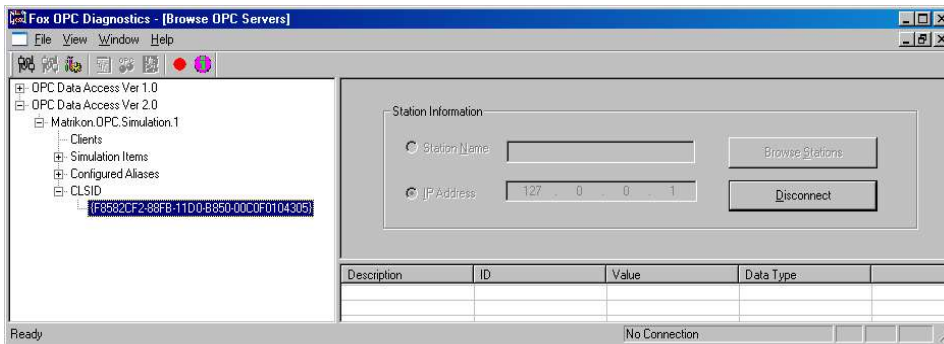 Fox OPC Diagnostics - [Browse OPC Servers]
File View Window Help
OPC Data Access Ver 1.0
OPC Data Access Ver 2.0
Matrikon.OPC.Simulation.1
Clients
Simulation Items
Configured Aliases
CLSID
{F8582CF2-88FB-11D0-B850-00C0F0104305}
Station Information
Station Name
Browse Stations
IP Address 127 . 0 . 0 . 1
Disconnect
Description ID Value Data Type
Ready No Connection